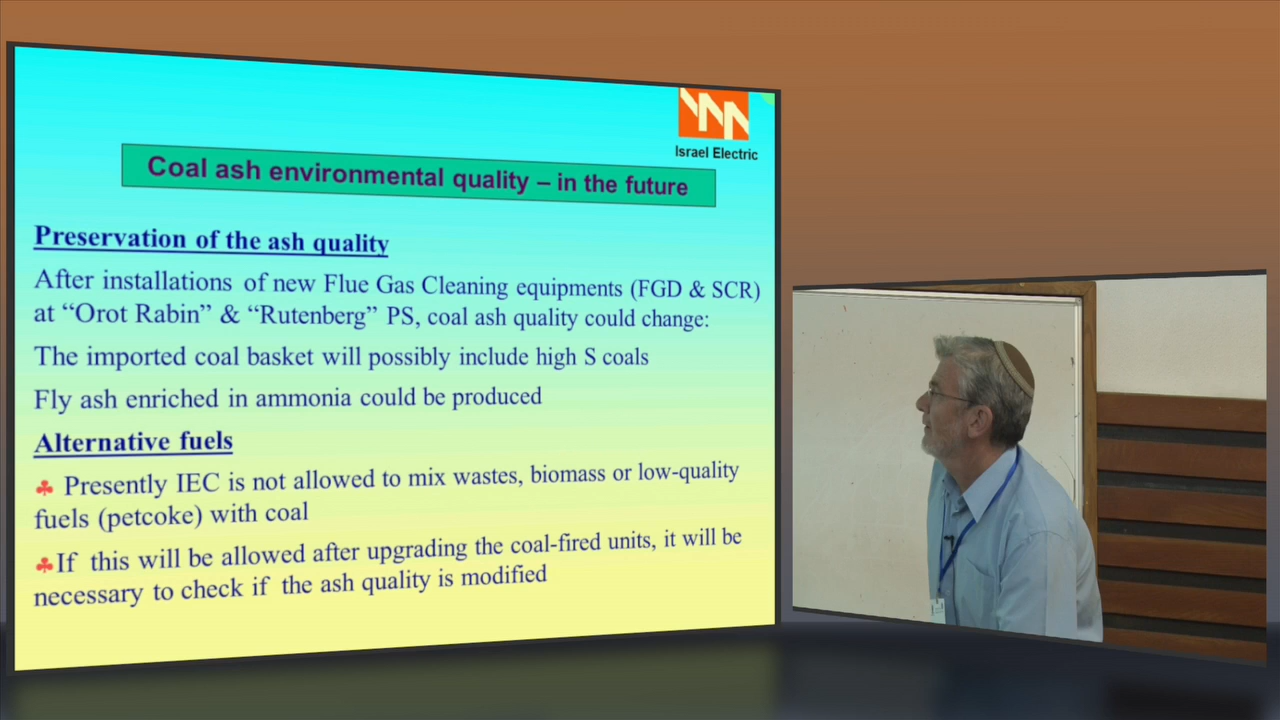 Israel Electric
Coal ash environmental quality – in the future
Preservation of the ash quality
After installations of new Flue Gas Cleaning equipments (FGD & SCR)
at “Orot Rabin” & “Rutenberg” PS, coal ash quality could change:
The imported coal basket will possibly include high S coals
Fly ash enriched in ammonia could be produced
Alternative fuels
♣ Presently IEC is not allowed to mix wastes, biomass or low-quality
fuels (petcoke) with coal
♣If this will be allowed after upgrading the coal-fired units, it will be
necessary to check if the ash quality is modified